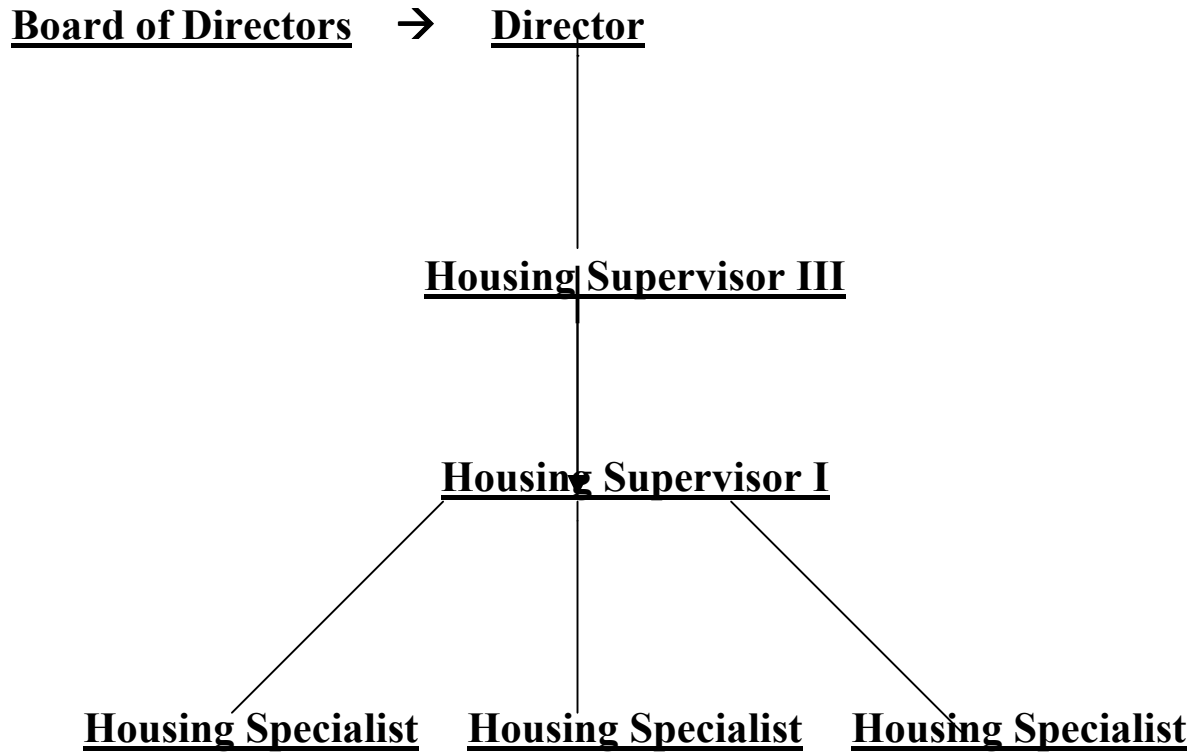 Board of Directors → Director
Housing Supervisor III
Housing Supervisor I
Housing Specialist Housing Specialist Housing Specialist